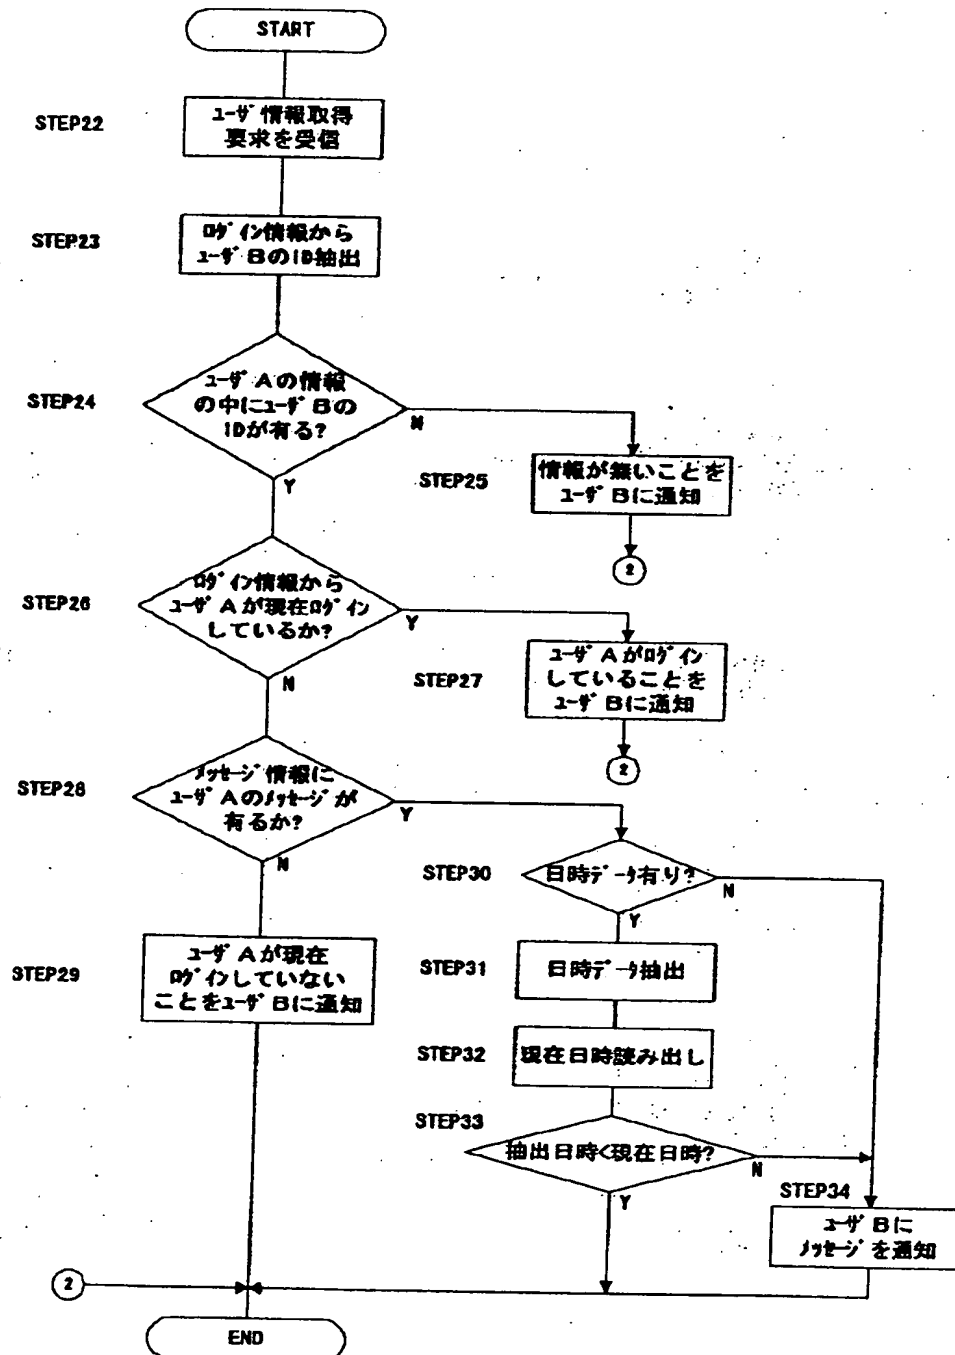 START
STEP22
ユーザ情報取得
要求を受信
STEP23
ログイン情報から
ユーザBのID抽出
STEP24
ユーザAの情報
の中にユーザBの
IDが有る?
N
Y
STEP25
情報が無いことを
ユーザBに通知
2
STEP26
ログイン情報から
ユーザAが現在ログイン
しているか?
Y
N
STEP27
ユーザAがログイン
していることを
ユーザBに通知
2
STEP28
メッセージ情報に
ユーザAのメッセージが
有るか?
Y
N
STEP30
日時データ有り?
N
Y
STEP29
ユーザAが現在
ログインしていない
ことをユーザBに通知
STEP31
日時データ抽出
STEP32
現在日時読み出し
STEP33
抽出日時<現在日時?
N
Y
STEP34
ユーザBに
メッセージを通知
2
END